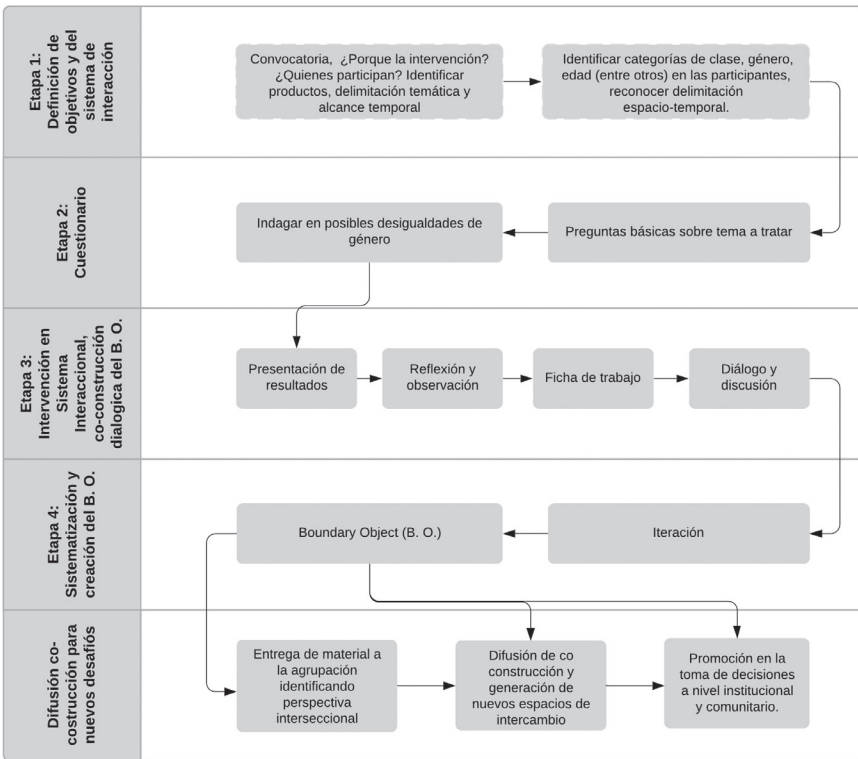 Etapa 1:
Definición de
objetivos y del
sistema de
interacción
Convocatoria, ¿Porque la intervención?
¿Quienes participan? Identificar
productos, delimitación temática y
alcance temporal
Identificar categorías de clase, género,
edad (entre otros) en las participantes,
reconocer delimitación
espacio-temporal.
Etapa 2:
Cuestionario
Indagar en posibles desigualdades de
género
Preguntas básicas sobre tema a tratar
Etapa 3:
Intervención en
Sistema
Interaccional,
co-construcción
dialogica del B. O.
Presentación de
resultados
Reflexión y
observación
Ficha de trabajo
Diálogo y
discusión
Etapa 4:
Sistematización y
creación del B. O.
Boundary Object (B. O.)
Iteración
Difusión co-
costrucción para
nuevos desafiós
Entrega de material a
la agrupación
identificando
perspectiva
interseccional
Difusión de co
construcción y
generación de
nuevos espacios de
intercambio
Promoción en la
toma de decisiones
a nivel institucional
y comunitario.